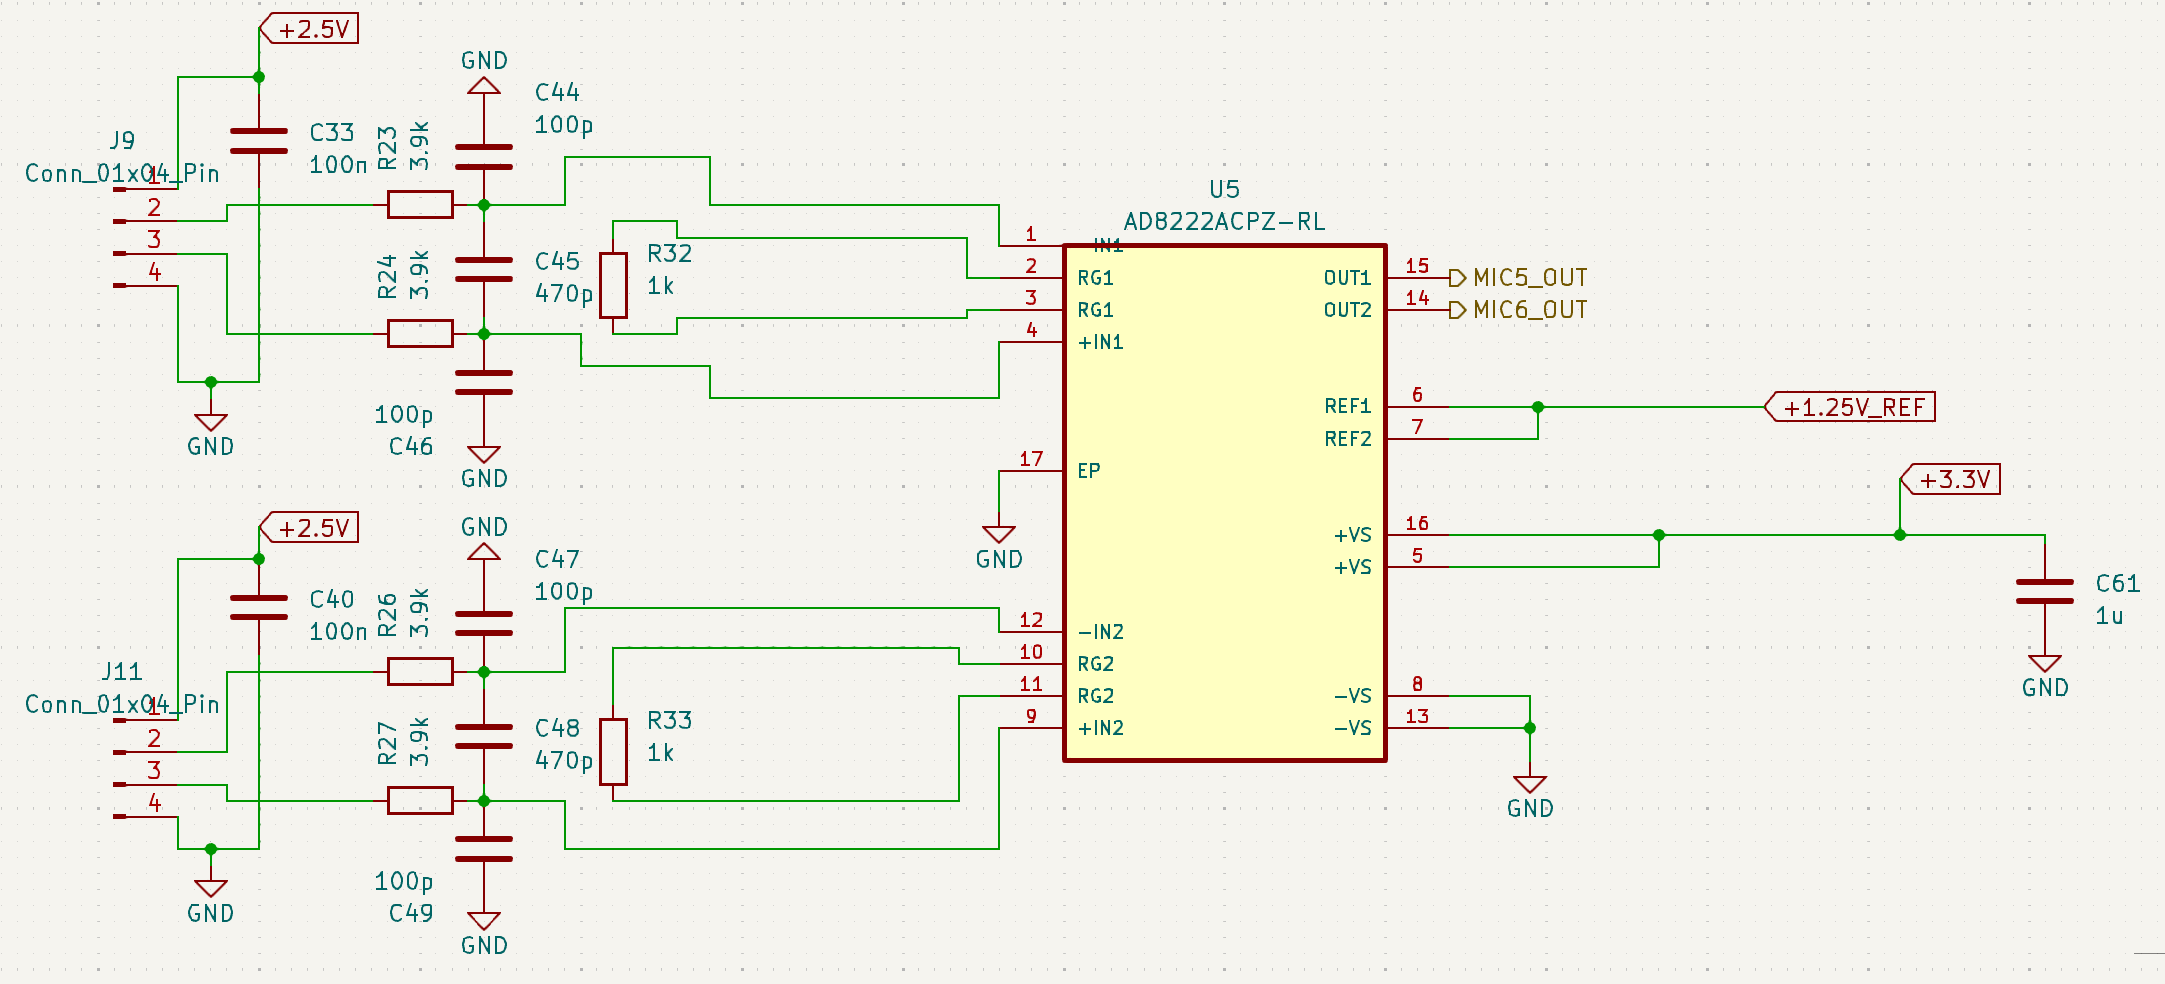 +2.5V
GND
C44
100p
J9
Conn_01x04_Pin
C33
100n
R23
3.9k
1
2
3
4
R24
3.9k
C45
470p
R32
1k
100p
C46
GND
GND
U5
AD8222ACPZ-RL
1
-IN1
2
RG1
3
RG1
4
+IN1
17
EP
GND
12
-IN2
10
RG2
11
RG2
9
+IN2
OUT1
15
MIC5_OUT
OUT2
14
MIC6_OUT
REF1
6
REF2
7
+1.25V_REF
+3.3V
+VS
16
+VS
5
C61
1u
GND
-VS
8
-VS
13
GND
+2.5V
GND
C47
100p
C40
100n
R26
3.9k
J11
Conn_01x04_Pin
1
2
3
4
R27
3.9k
C48
470p
R33
1k
100p
C49
GND
GND